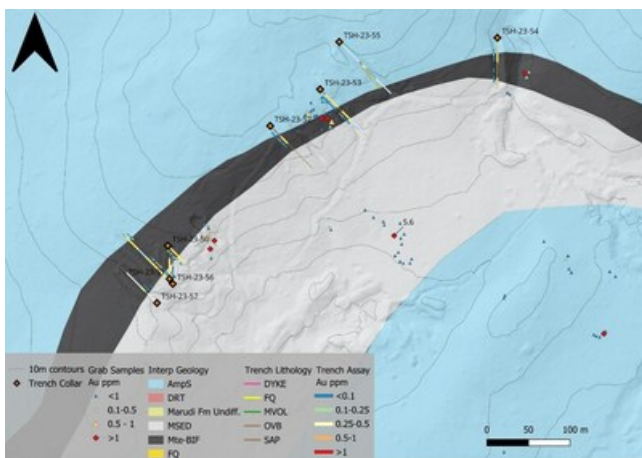 TSH-23-55
TSH-23-54
TSH-23-53
TSH-23-50
TSH-23-56
TSH-23-57
5.6
10m contours
Trench Collar
Grab Samples
Au ppm
<1
0.1-0.5
0.5 - 1
>1
Interp Geology
AmpS
DRT
Marudi Fm Undiff.
MSED
Mte-BIF
FQ
Trench Lithology
DYKE
FQ
MVOL
OVB
SAP
Trench Assay
Au ppm
<0.1
0.1-0.25
0.25-0.5
0.5-1
>1
0
100 m